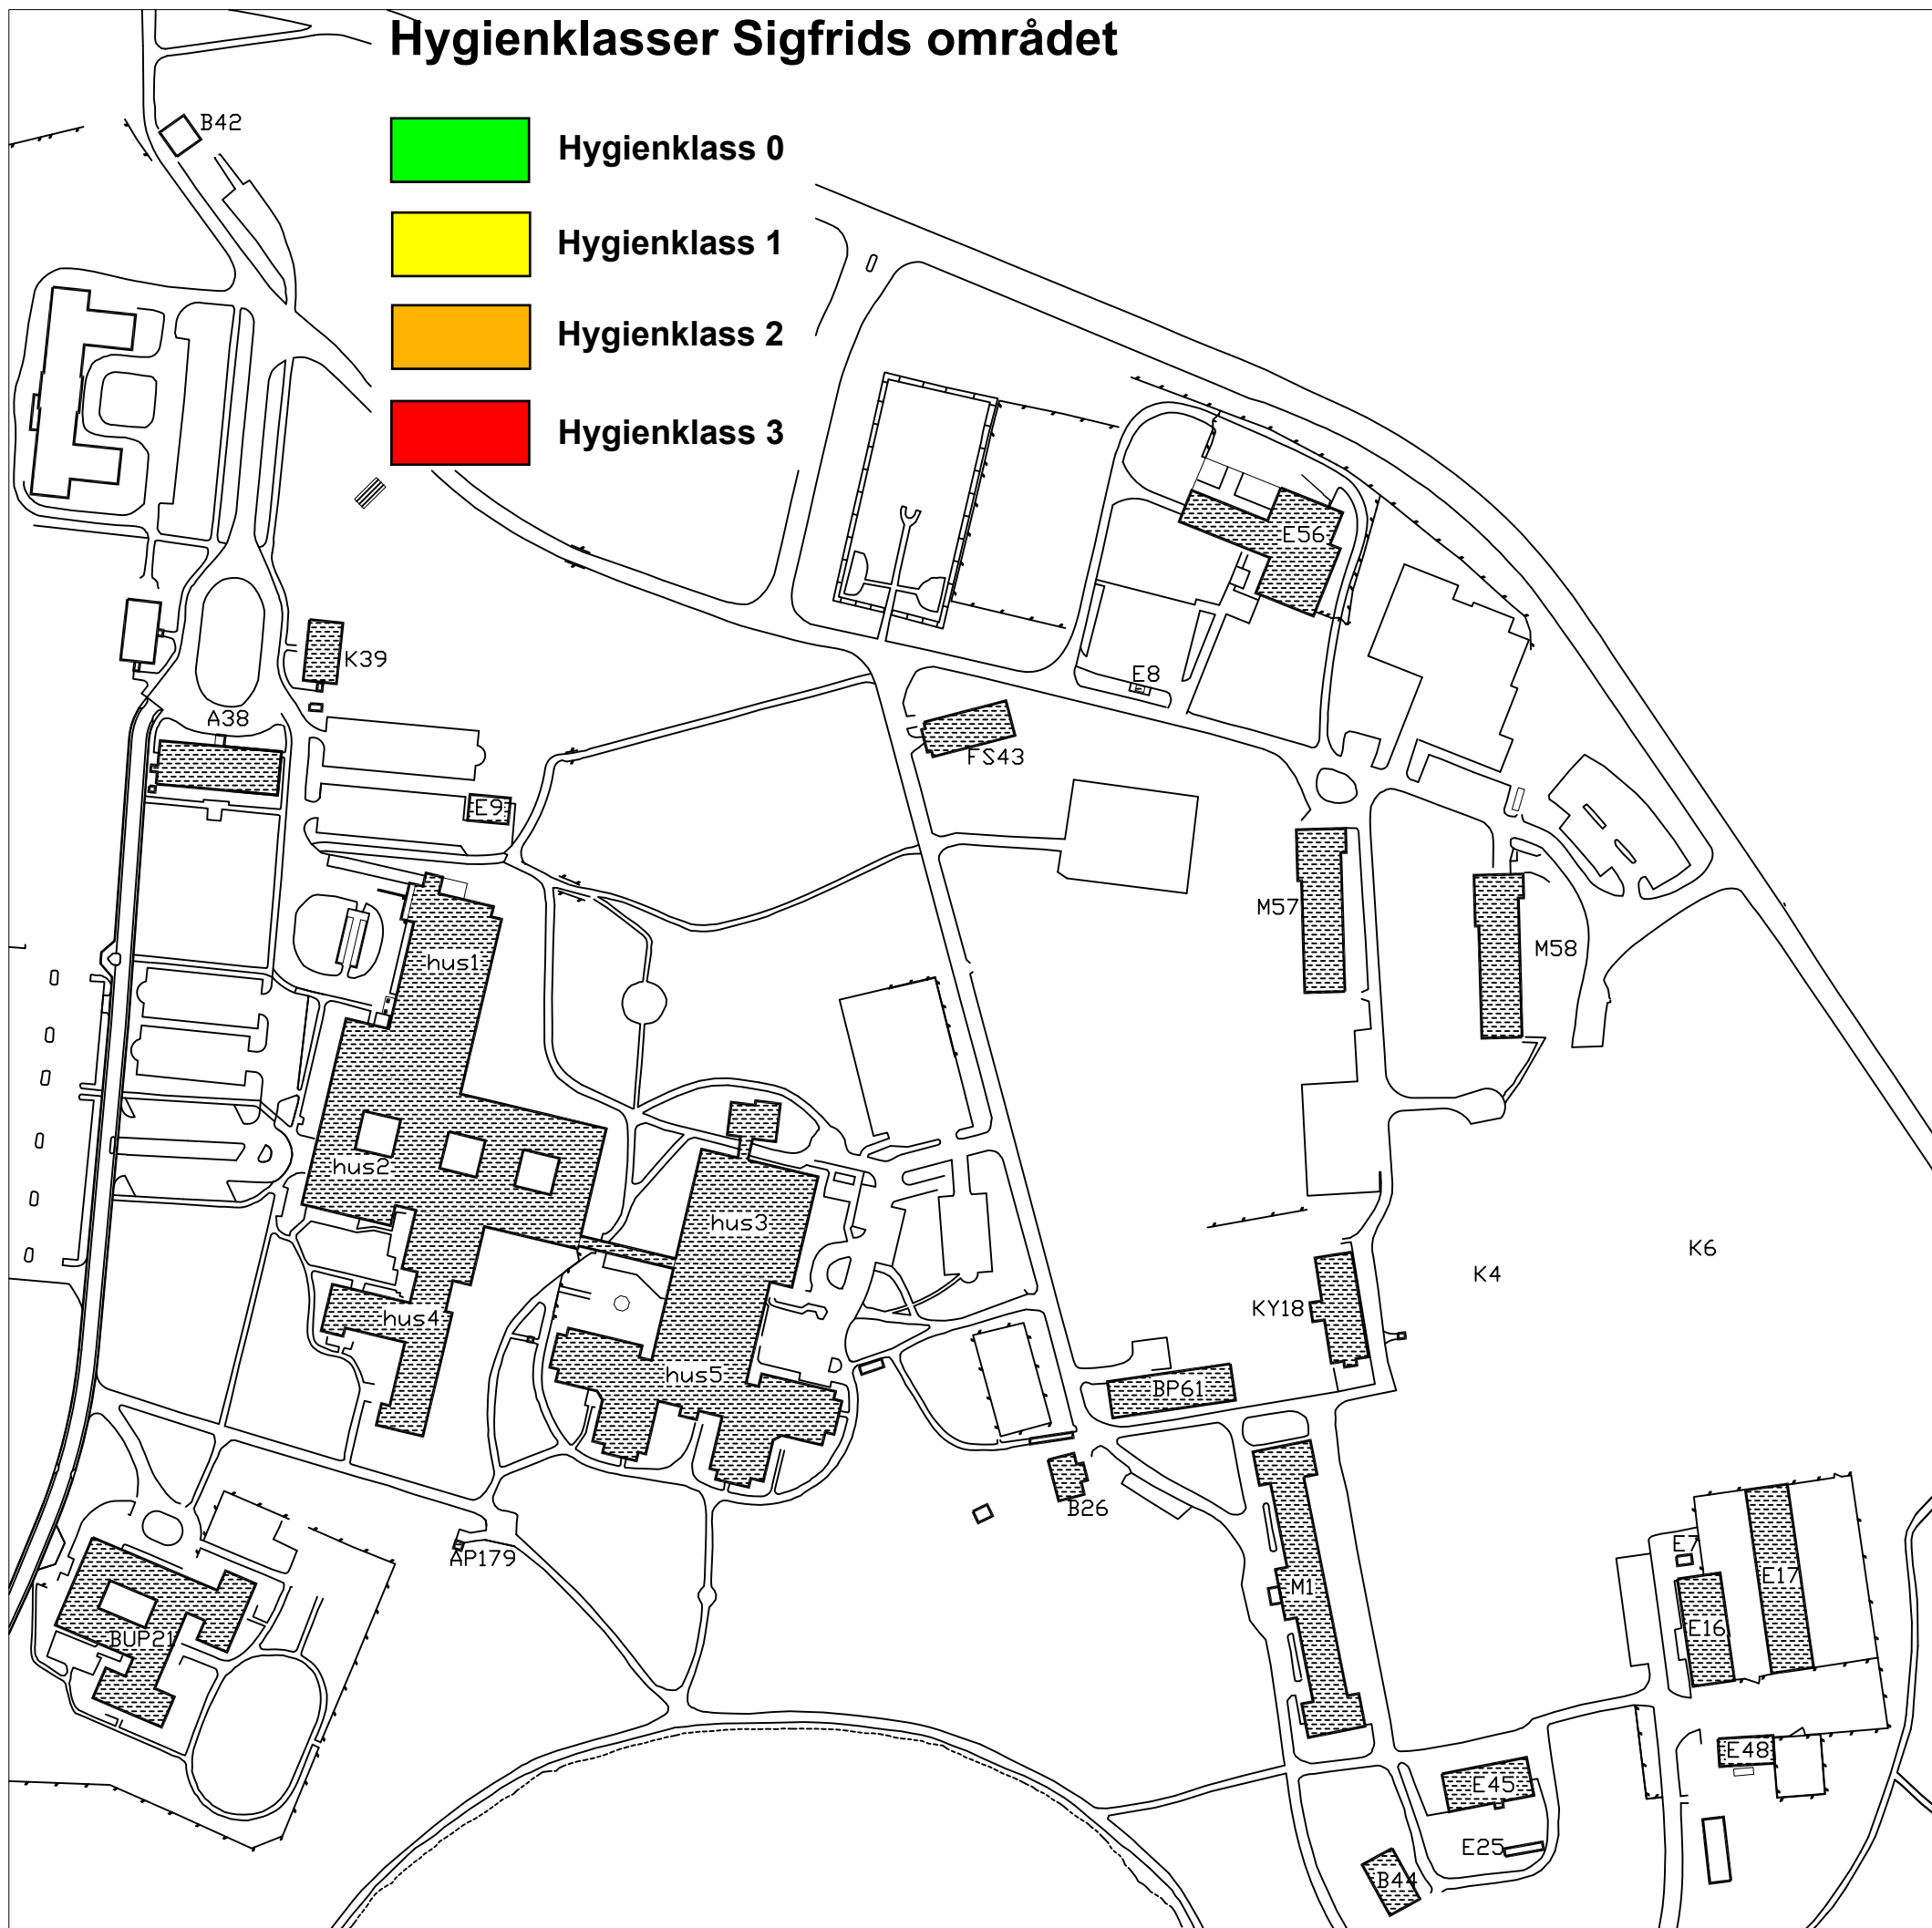 Hygienklasser Sigfrids området
B42
Hygienklass 0
Hygienklass 1
Hygienklass 2
Hygienklass 3
E56
K39
E8
A38
FS43
E9
M57
M58
hus1
hus2
hus3
K6
K4
KY18
hus4
hus5
BP61
B26
AP179
E7
E17
M1
E16
BUP21
E48
E45
E25
B44